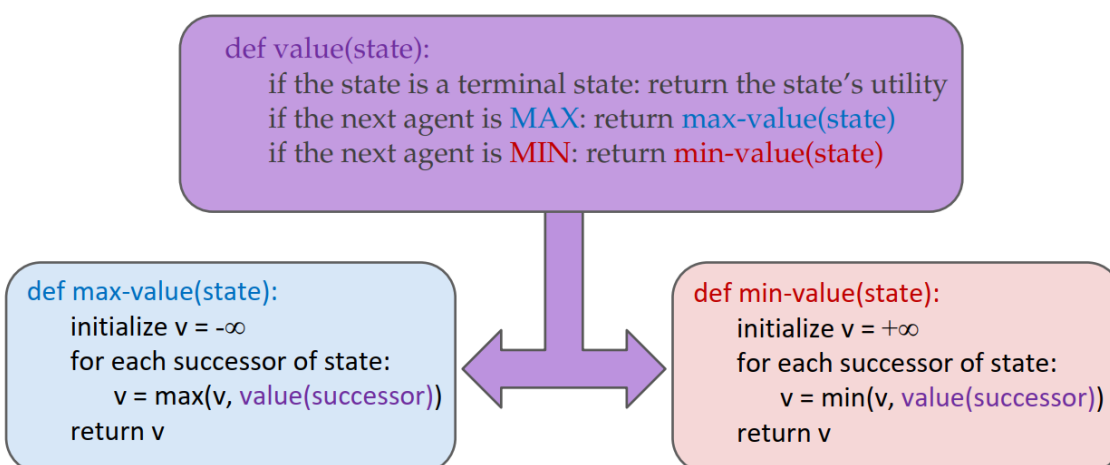 def value(state):
if the state is a terminal state: return the state’s utility
if the next agent is MAX: return max-value(state)
if the next agent is MIN: return min-value(state)
def max-value(state):
initialize v = -∞
for each successor of state:
v = max(v, value(successor))
return v
def min-value(state):
initialize v = +∞
for each successor of state:
v = min(v, value(successor))
return v